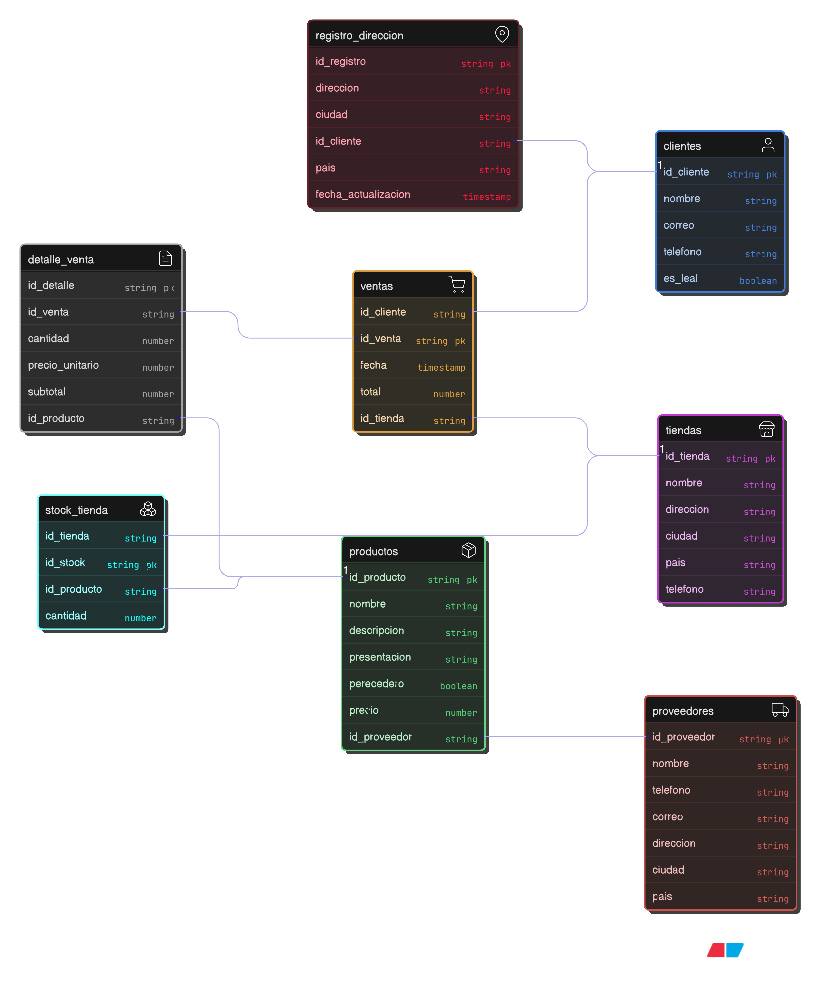 registro_direccion
id_registro string pk
direccion string
ciudad string
id_cliente string
pais string
fecha_actualizacion timestamp
clientes
1
id_cliente string pk
nombre string
correo string
telefono string
es_leal boolean
detalle_venta
id_detalle string pk
id_venta string
cantidad number
precio_unitario number
subtotal number
id_producto string
ventas
id_cliente string
id_venta string pk
fecha timestamp
total number
id_tienda string
tiendas
1
id_tienda string pk
nombre string
direccion string
ciudad string
pais string
telefono string
stock_tienda
id_tienda string
id_stock string pk
id_producto string
cantidad number
productos
1
id_producto string pk
nombre string
descripcion string
presentacion string
perecedero boolean
precio number
id_proveedor string
proveedores
id_proveedor string pk
nombre string
telefono string
correo string
direccion string
ciudad string
pais string